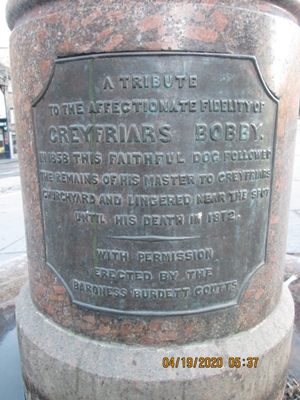 A TRIBUTE
TO THE AFFECTIONATE FIDELITY OF
GREYFRIARS BOBBY.
IN 1858 THIS FAITHFUL DOG FOLLOWED
THE REMAINS OF HIS MASTER TO GREYFRIARS
CHURCHYARD AND LINGERED NEAR THE SPOT
UNTIL HIS DEATH IN 1872.
WITH PERMISSION
ERECTED BY THE
BARONESS BURDETT COUTTS.
04/19/2020 05:37